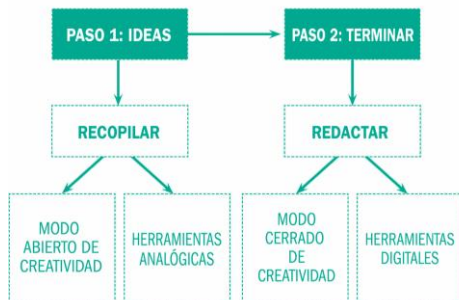 PASO 1: IDEAS
PASO 2: TERMINAR
RECOPILAR
REDACTAR
MODO
ABIERTO DE
CREATIVIDAD
HERRAMIENTAS
ANALÓGICAS
MODO
CERRADO
DE
CREATIVIDAD
HERRAMIENTAS
DIGITALES